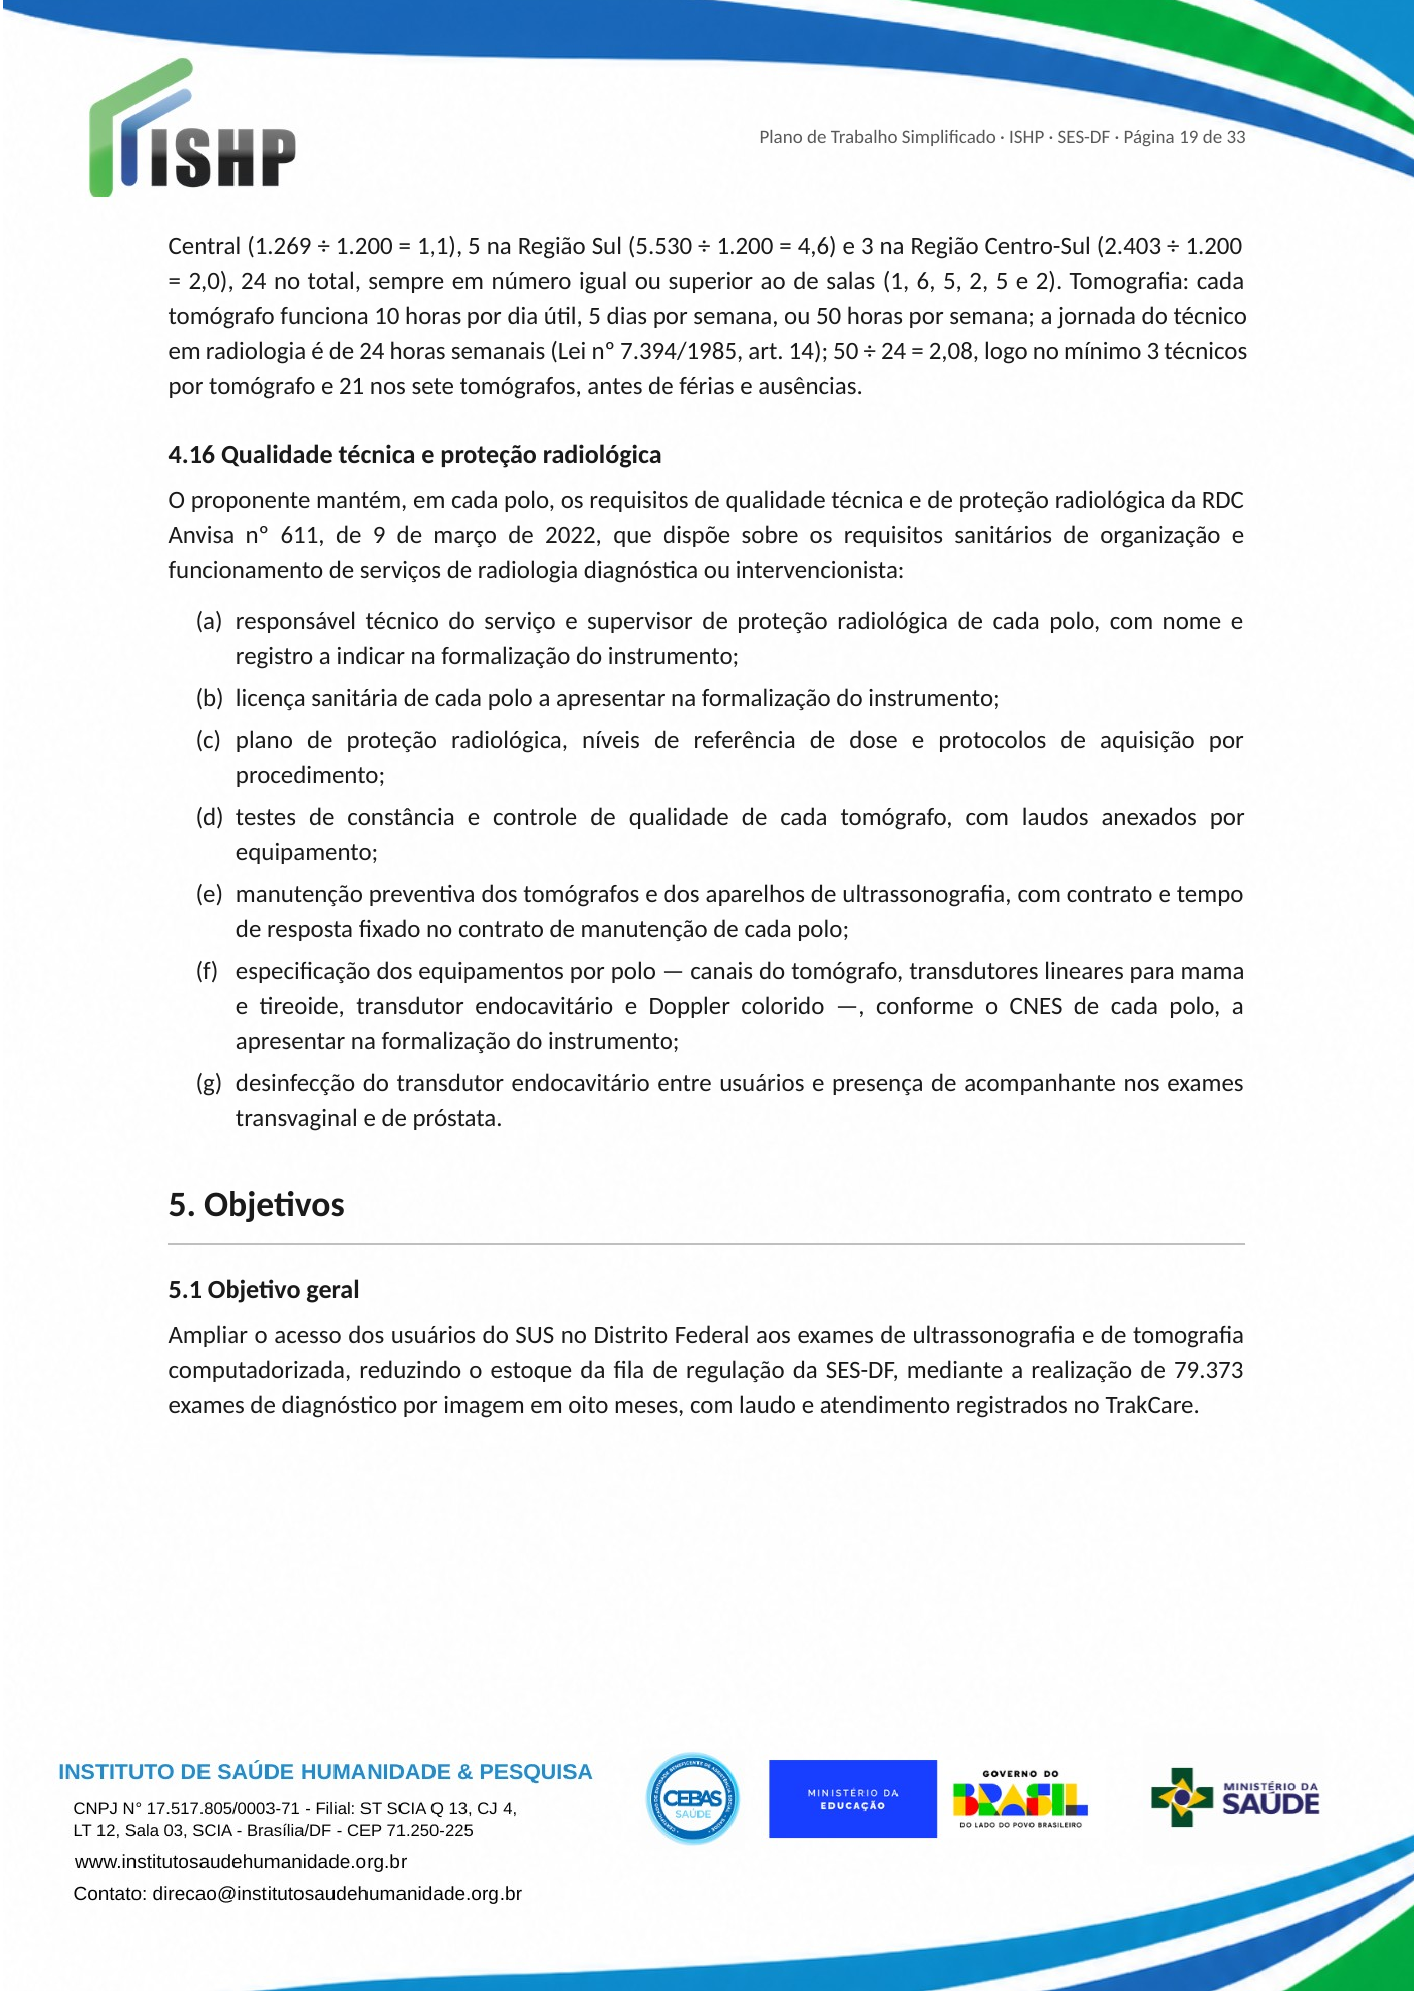 ISHP
Plano de Trabalho Simplificado · ISHP · SES-DF · Página 19 de 33
Central (1.269 ÷ 1.200 = 1,1), 5 na Região Sul (5.530 ÷ 1.200 = 4,6) e 3 na Região Centro-Sul (2.403 ÷ 1.200
= 2,0), 24 no total, sempre em número igual ou superior ao de salas (1, 6, 5, 2, 5 e 2). Tomografia: cada
tomógrafo funciona 10 horas por dia útil, 5 dias por semana, ou 50 horas por semana; a jornada do técnico
em radiologia é de 24 horas semanais (Lei nº 7.394/1985, art. 14); 50 ÷ 24 = 2,08, logo no mínimo 3 técnicos
por tomógrafo e 21 nos sete tomógrafos, antes de férias e ausências.
4.16 Qualidade técnica e proteção radiológica
O proponente mantém, em cada polo, os requisitos de qualidade técnica e de proteção radiológica da RDC
Anvisa nº 611, de 9 de março de 2022, que dispõe sobre os requisitos sanitários de organização e
funcionamento de serviços de radiologia diagnóstica ou intervencionista:
(a) responsável técnico do serviço e supervisor de proteção radiológica de cada polo, com nome e
registro a indicar na formalização do instrumento;
(b) licença sanitária de cada polo a apresentar na formalização do instrumento;
(c) plano de proteção radiológica, níveis de referência de dose e protocolos de aquisição por
procedimento;
(d) testes de constância e controle de qualidade de cada tomógrafo, com laudos anexados por
equipamento;
(e) manutenção preventiva dos tomógrafos e dos aparelhos de ultrassonografia, com contrato e tempo
de resposta fixado no contrato de manutenção de cada polo;
(f) especificação dos equipamentos por polo — canais do tomógrafo, transdutores lineares para mama
e tireoide, transdutor endocavitário e Doppler colorido —, conforme o CNES de cada polo, a
apresentar na formalização do instrumento;
(g) desinfecção do transdutor endocavitário entre usuários e presença de acompanhante nos exames
transvaginal e de próstata.
5. Objetivos
5.1 Objetivo geral
Ampliar o acesso dos usuários do SUS no Distrito Federal aos exames de ultrassonografia e de tomografia
computadorizada, reduzindo o estoque da fila de regulação da SES-DF, mediante a realização de 79.373
exames de diagnóstico por imagem em oito meses, com laudo e atendimento registrados no TrakCare.
INSTITUTO DE SAÚDE HUMANIDADE & PESQUISA
CNPJ N° 17.517.805/0003-71 - Filial: ST SCIA Q 13, CJ 4,
LT 12, Sala 03, SCIA - Brasília/DF - CEP 71.250-225
www.institutosaudehumanidade.org.br
Contato: direcao@institutosaudehumanidade.org.br
CEBAS
SAÚDE
MINISTÉRIO DA
EDUCAÇÃO
GOVERNO DO
BRASIL
DO LADO DO POVO BRASILEIRO
MINISTÉRIO DA
SAÚDE